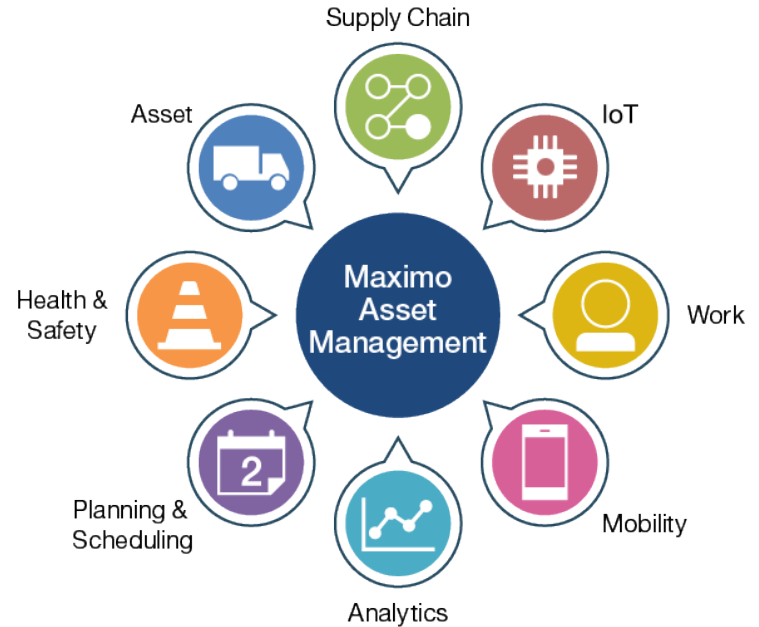 Supply Chain
Asset
IoT
Health &
Safety
Maximo
Asset
Management
Work
2
Planning &
Scheduling
Mobility
Analytics